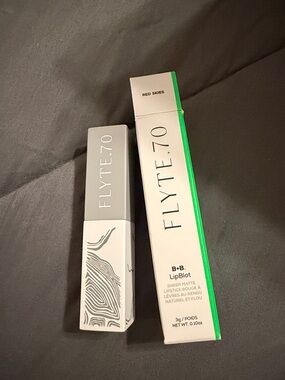 FLYTE.70
RED SKIES
FLYTE.70
B+B.
LipBlot
SHEER MATTE
LIPSTICK ROUGE À
LÈVRES AU RENDU
NATUREL ET FLOU
3g / POIDS
NET WT. 0.10oz